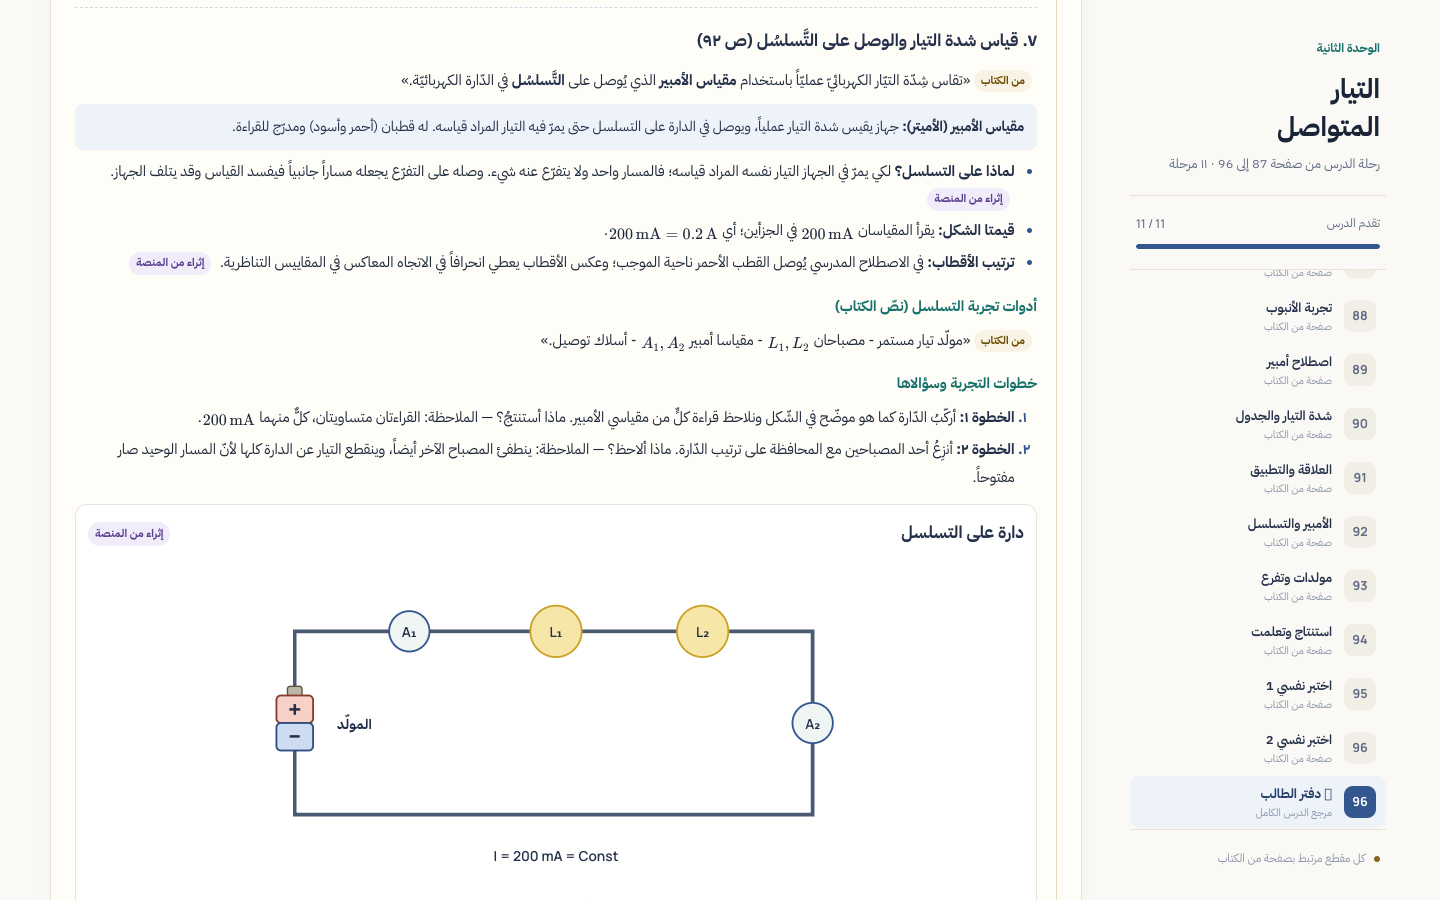 الوحدة الثانية
التيار
المتواصل
رحلة الدرس من صفحة 87 إلى 96 · ١١ مرحلة
تقدم الدرس
11 / 11
صفحة من الكتاب
88
تجربة الأنبوب
صفحة من الكتاب
89
اصطلاح أمبير
صفحة من الكتاب
90
شدة التيار والجدول
صفحة من الكتاب
91
العلاقة والتطبيق
صفحة من الكتاب
92
الأمبير والتسلسل
صفحة من الكتاب
93
مولدات وتفرع
صفحة من الكتاب
94
استنتاج وتعلمت
صفحة من الكتاب
95
اختبر نفسي 1
صفحة من الكتاب
96
اختبر نفسي 2
صفحة من الكتاب
96
دفتر الطالب
مرجع الدرس الكامل
كل مقطع مرتبط بصفحة من الكتاب
٧. قياس شدة التيار والوصل على التَّسلسُل (ص ٩٢)
من الكتاب «تقاس شِدّة التيّار الكهربائيّ عمليّاً باستخدام مقياس الأمبير الذي يُوصل على التَّسلسُل في الدّارة الكهربائيّة.»
مقياس الأمبير (الأميتر): جهاز يقيس شدة التيار عملياً، ويوصل في الدارة على التسلسل حتى يمرّ فيه التيار المراد قياسه. له قطبان (أحمر وأسود) ومدرّج للقراءة.
• لماذا على التسلسل؟ لكي يمرّ في الجهاز التيار نفسه المراد قياسه؛ فالمسار واحد ولا يتفرّع عنه شيء. وصله على التفرّع يجعله مساراً جانبياً فيفسد القياس وقد يتلف الجهاز.
إثراء من المنصة
• قيمتا الشكل: يقرأ المقياسان 200 mA في الجزأين؛ أي 200 mA = 0.2 A.
• ترتيب الأقطاب: في الاصطلاح المدرسي يُوصل القطب الأحمر ناحية الموجب؛ وعكس الأقطاب يعطي انحرافاً في الاتجاه المعاكس في المقاييس التناظرية. إثراء من المنصة
أدوات تجربة التسلسل (نصّ الكتاب)
من الكتاب «مولّد تيار مستمر - مصباحان L₁, L₂ - مقياسا أمبير A₁, A₂ - أسلاك توصيل.»
خطوات التجربة وسؤالاها
١. الخطوة ١: أركّبُ الدّارة كما هو موضّح في الشّكل ونلاحظ قراءة كلٍّ من مقياسي الأمبير. ماذا أستنتجُ؟ — الملاحظة: القراءتان متساويتان، كلٌّ منهما 200 mA.
٢. الخطوة ٢: أنزِعُ أحد المصباحين مع المحافظة على ترتيب الدّارة. ماذا ألاحظ؟ — الملاحظة: ينطفئ المصباح الآخر أيضاً، وينقطع التيار عن الدارة كلها لأنّ المسار الوحيد صار
مفتوحاً.
دارة على التسلسل
إثراء من المنصة
A₁
L₁
L₂
+
−
المولّد
A₂
I = 200 mA = Const